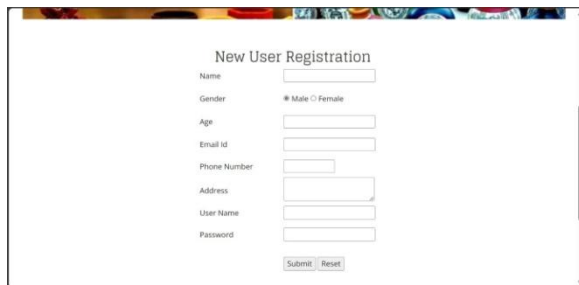 New User Registration
Name
Gender Male Female
Age
Email Id
Phone Number
Address
User Name
Password
Submit Reset